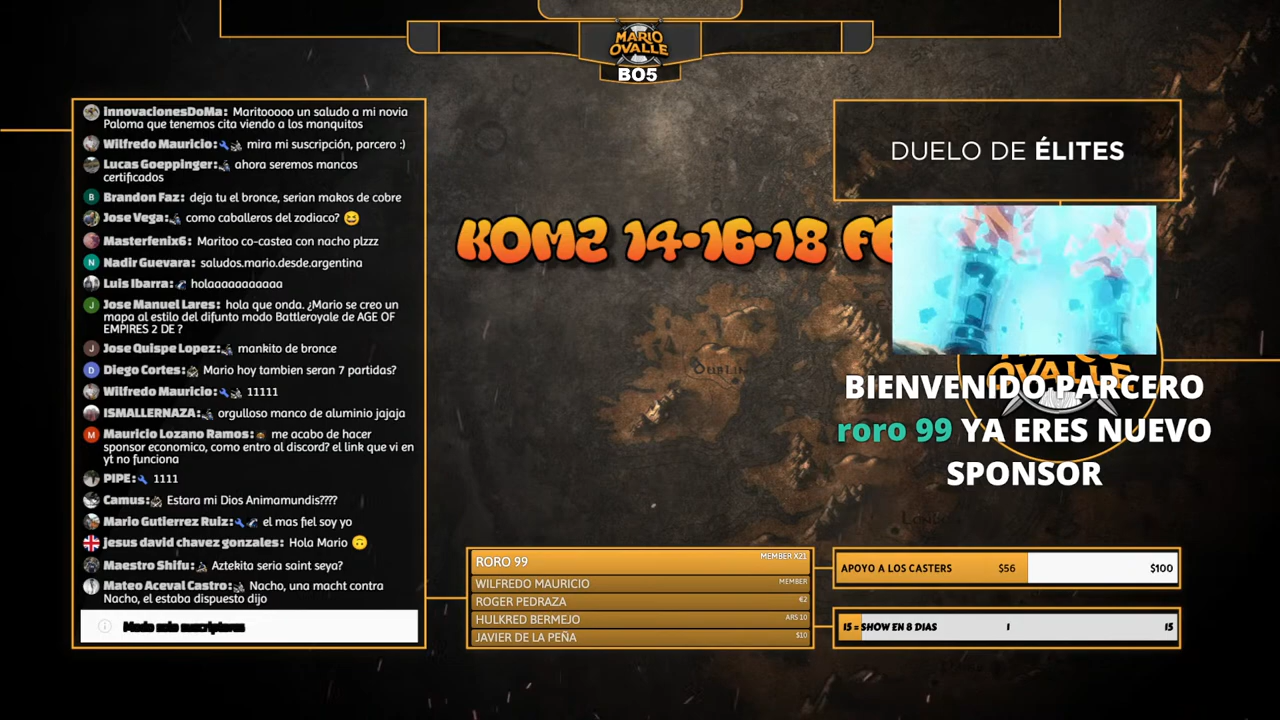 MARIO
OVALLE
BO5
InnovacionesDoMa: Maritooooo un saludo a mi novia
Paloma que tenemos cita viendo a los manquitos
Wilfredo Mauricio: mira mi suscripción, parcero :)
Lucas Goeppinger: ahora seremos mancos
certificados
B Brandon Faz: deja tu el bronce, serian makos de cobre
Jose Vega: como caballeros del zodiaco? 😆
Masterfenix6: Maritoo co-castea con nacho plzzz
N Nadir Guevara: saludos.mario.desde.argentina
Luis Ibarra: holaaaaaaaaaaa
J Jose Manuel Lares: hola que onda. ¿Mario se creo un
mapa al estilo del difunto modo Battleroyale de AGE OF
EMPIRES 2 DE ?
J Jose Quispe Lopez: mankito de bronce
D Diego Cortes: Mario hoy tambien seran 7 partidas?
Wilfredo Mauricio: 11111
ISMALLERNAZA: orgulloso manco de aluminio jajaja
M Mauricio Lozano Ramos: me acabo de hacer
sponsor economico, como entro al discord? el link que vi en
yt no funciona
PIPE: 1111
Camus: Estara mi Dios Animamundis????
Mario Gutierrez Ruiz: el mas fiel soy yo
jesus david chavez gonzales: Hola Mario 🙃
Maestro Shifu: Aztekita seria saint seya?
Mateo Aceval Castro: Nacho, una macht contra
Nacho, el estaba dispuesto dijo
Modo solo suscriptores
KOM2 14•16•18 FE
DUBLIN
DUELO DE ÉLITES
OVALLE
BIENVENIDO PARCERO
roro 99 YA ERES NUEVO
SPONSOR
RORO 99 MEMBER X21
WILFREDO MAURICIO MEMBER
ROGER PEDRAZA €2
HULKRED BERMEJO ARS 10
JAVIER DE LA PEÑA $10
APOYO A LOS CASTERS $56 $100
15 = SHOW EN 8 DIAS 1 15